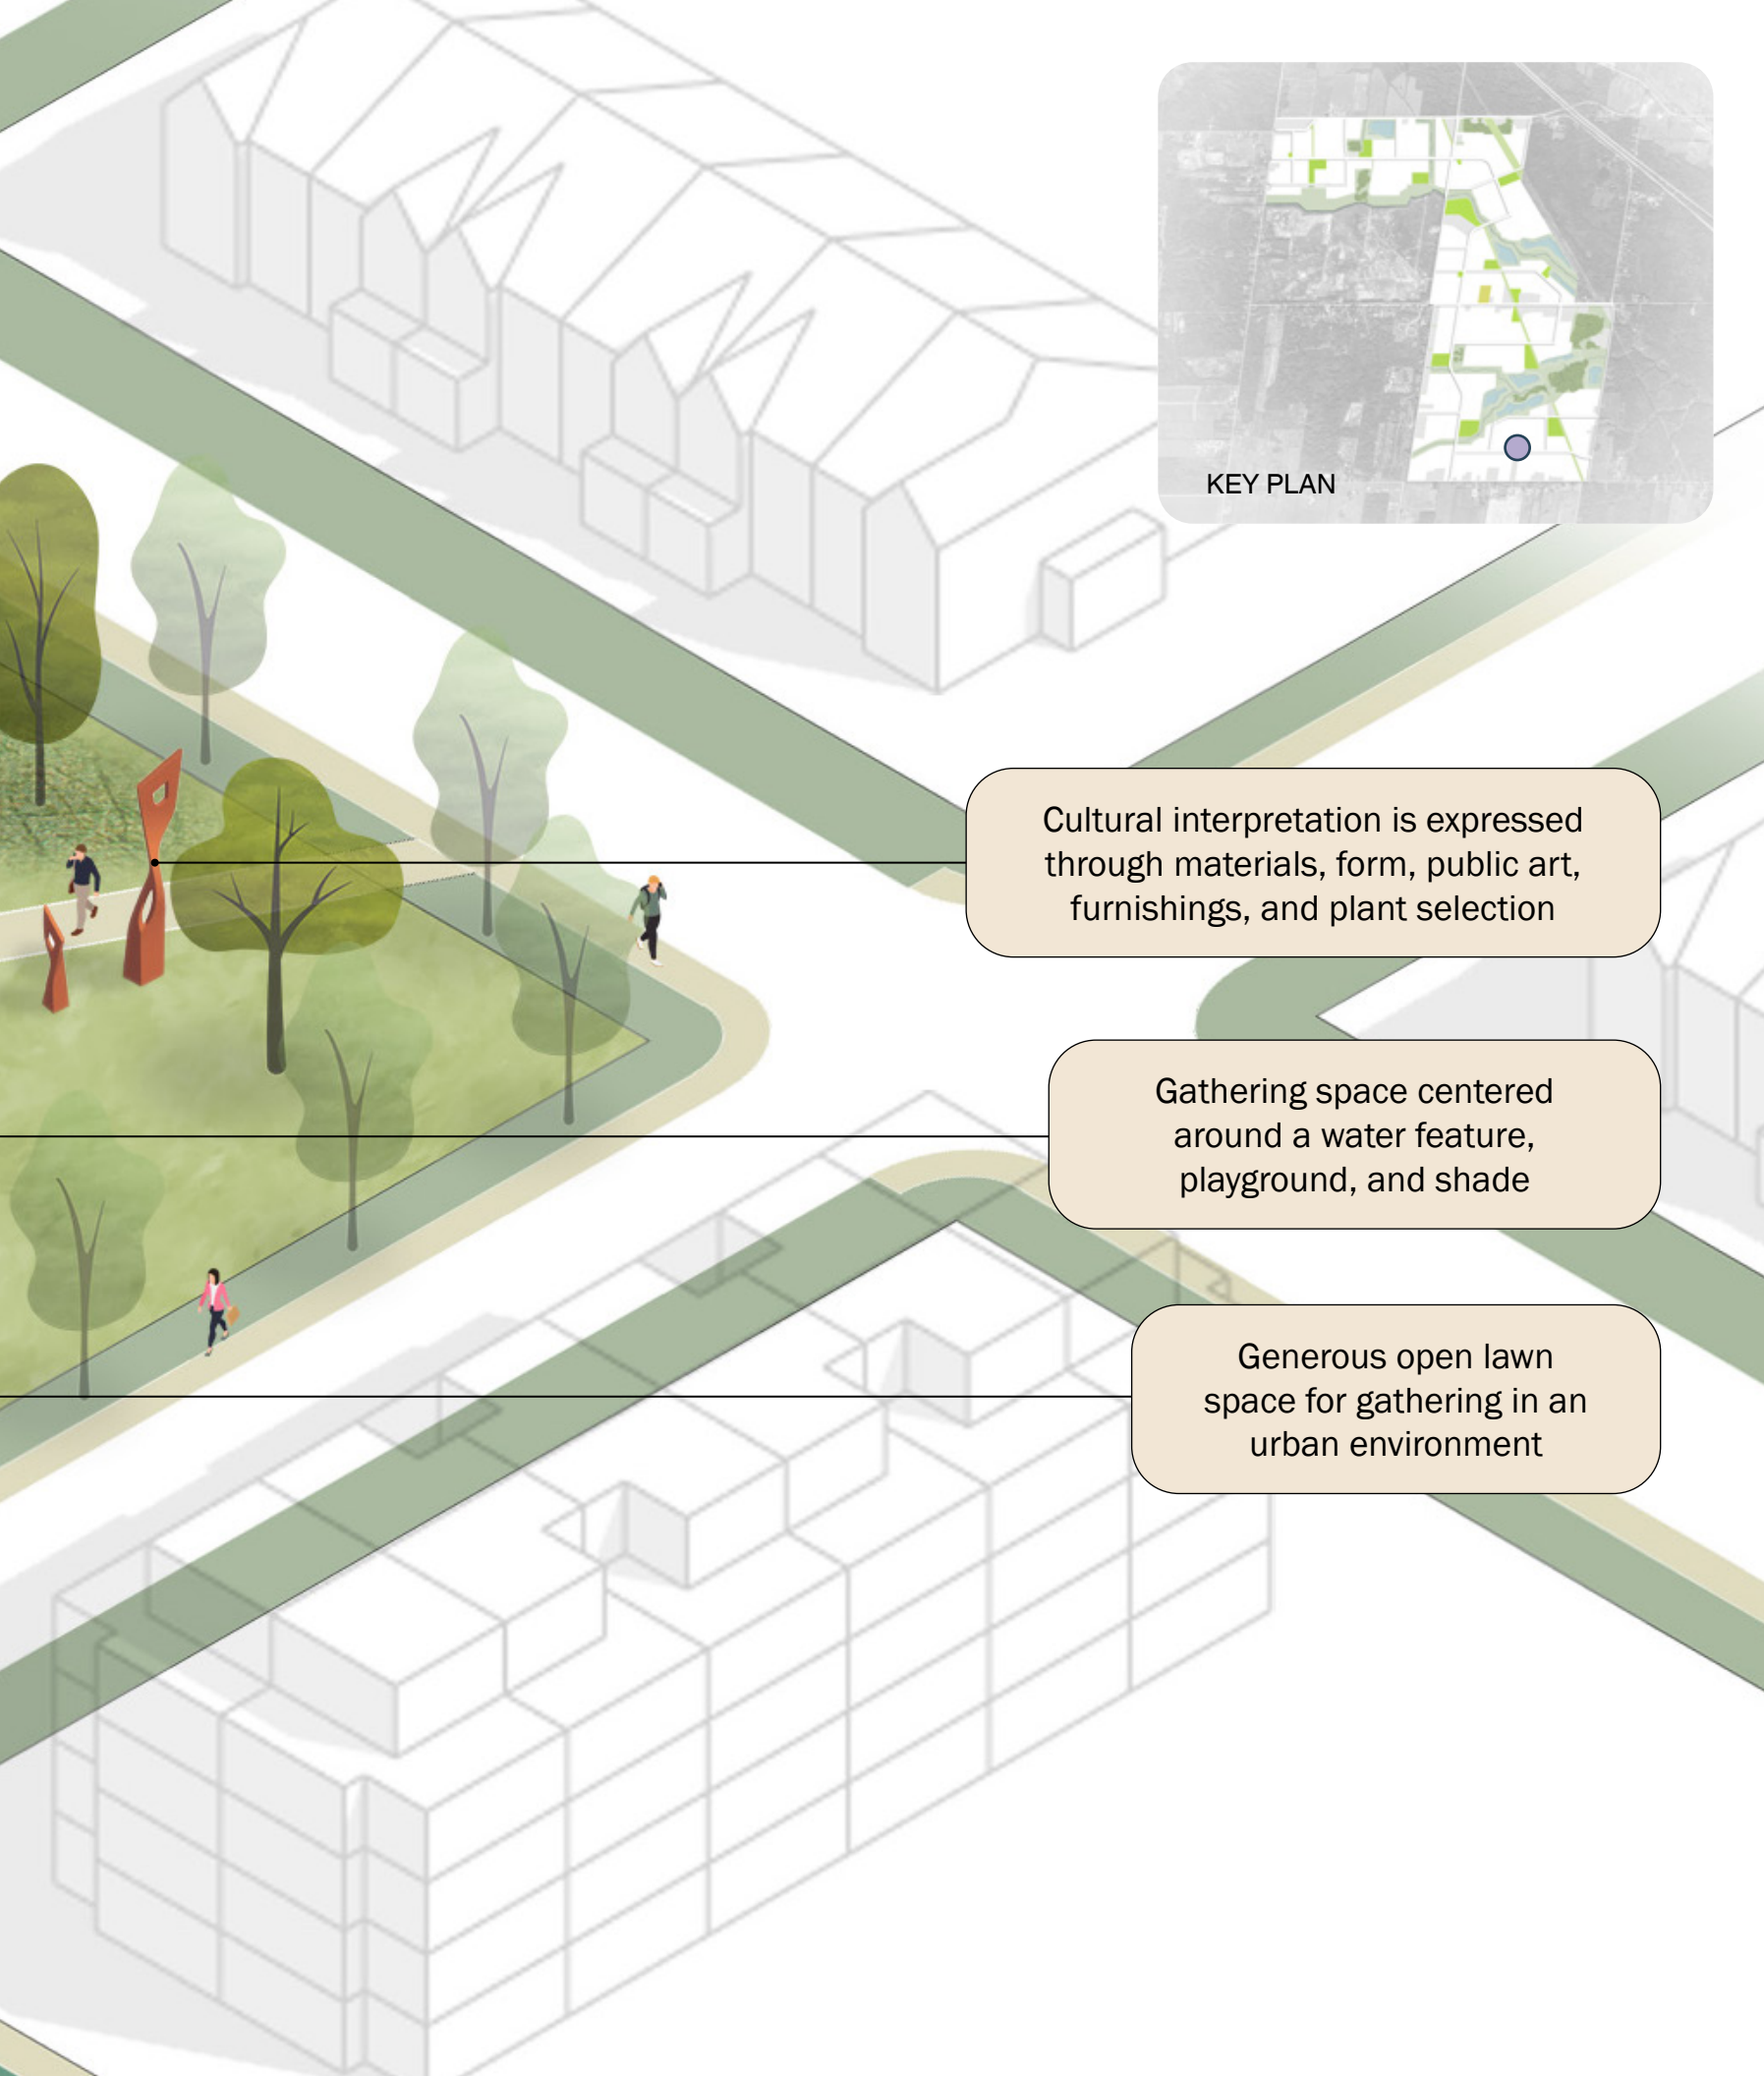 KEY PLAN
Cultural interpretation is expressed
through materials, form, public art,
furnishings, and plant selection
Gathering space centered
around a water feature,
playground, and shade
Generous open lawn
space for gathering in an
urban environment